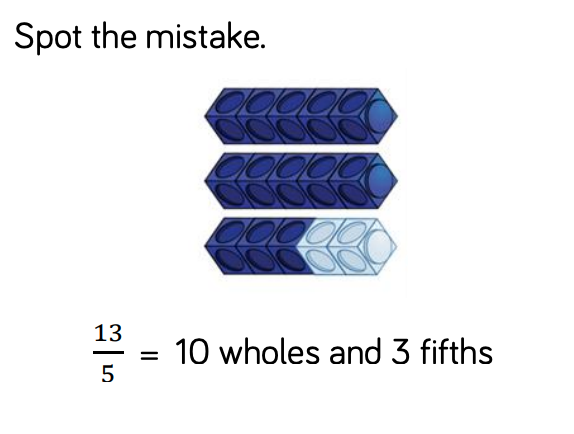 Spot the mistake.
13/5 = 10 wholes and 3 fifths